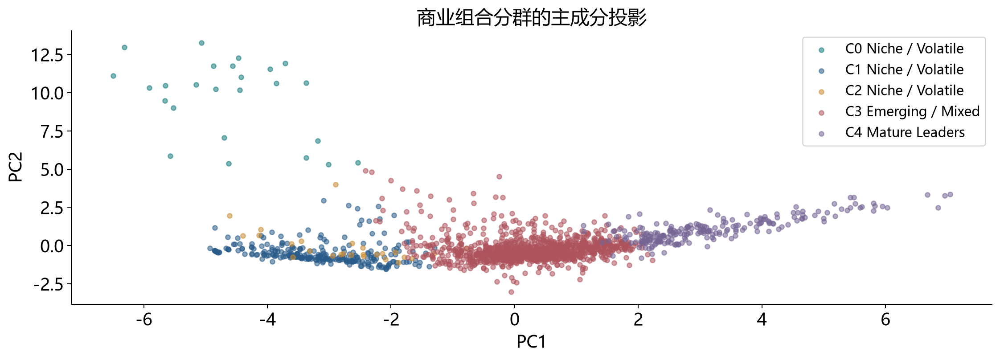 商业组合分群的主成分投影
C0 Niche / Volatile
C1 Niche / Volatile
C2 Niche / Volatile
C3 Emerging / Mixed
C4 Mature Leaders
PC2
12.5
10.0
7.5
5.0
2.5
0.0
-2.5
-6 -4 -2 0 2 4 6
PC1